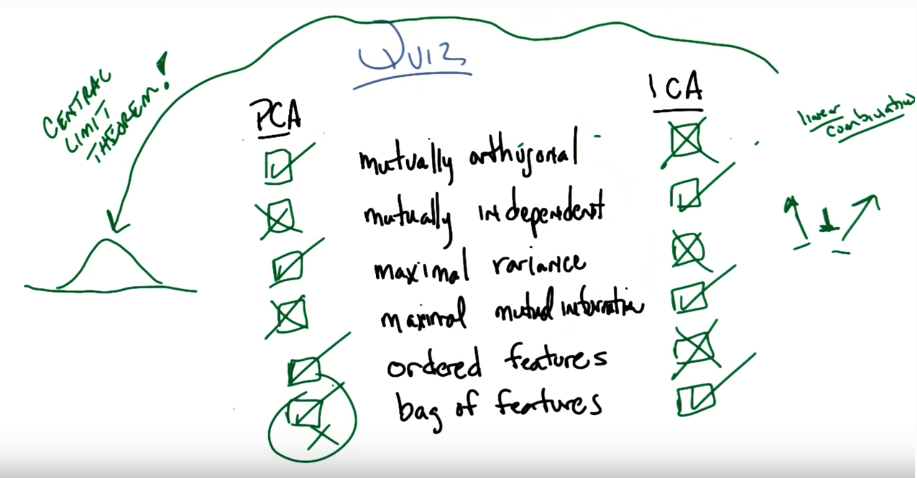 Quiz
CENTRAL
LIMIT
THEOREM!
PCA
ICA
linear
combination
mutually orthogonal
mutually independent
maximal variance
maximal mutual information
ordered features
bag of features